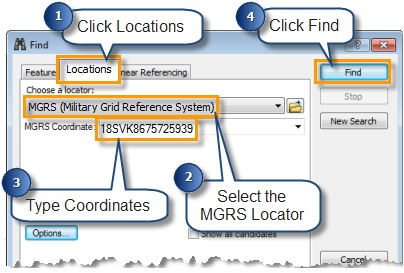 1
Click Locations
4
Click Find
Find
?
Feature
Locations
near Referencing
Find
Choose a locator:
MGRS (Military Grid Reference System)
Stop
MGRS Coordinate:
18SVK8675725939
New Search
3
Type Coordinates
2
Select the
MGRS Locator
Options...
Show all candidates
Cancel